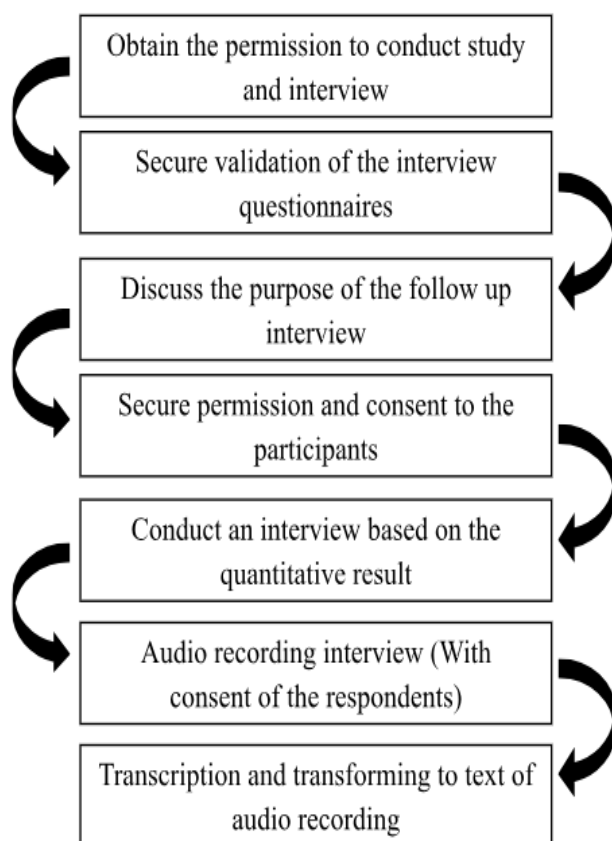 Obtain the permission to conduct study
and interview
Secure validation of the interview
questionnaires
Discuss the purpose of the follow up
interview
Secure permission and consent to the
participants
Conduct an interview based on the
quantitative result
Audio recording interview (With
consent of the respondents)
Transcription and transforming to text of
audio recording